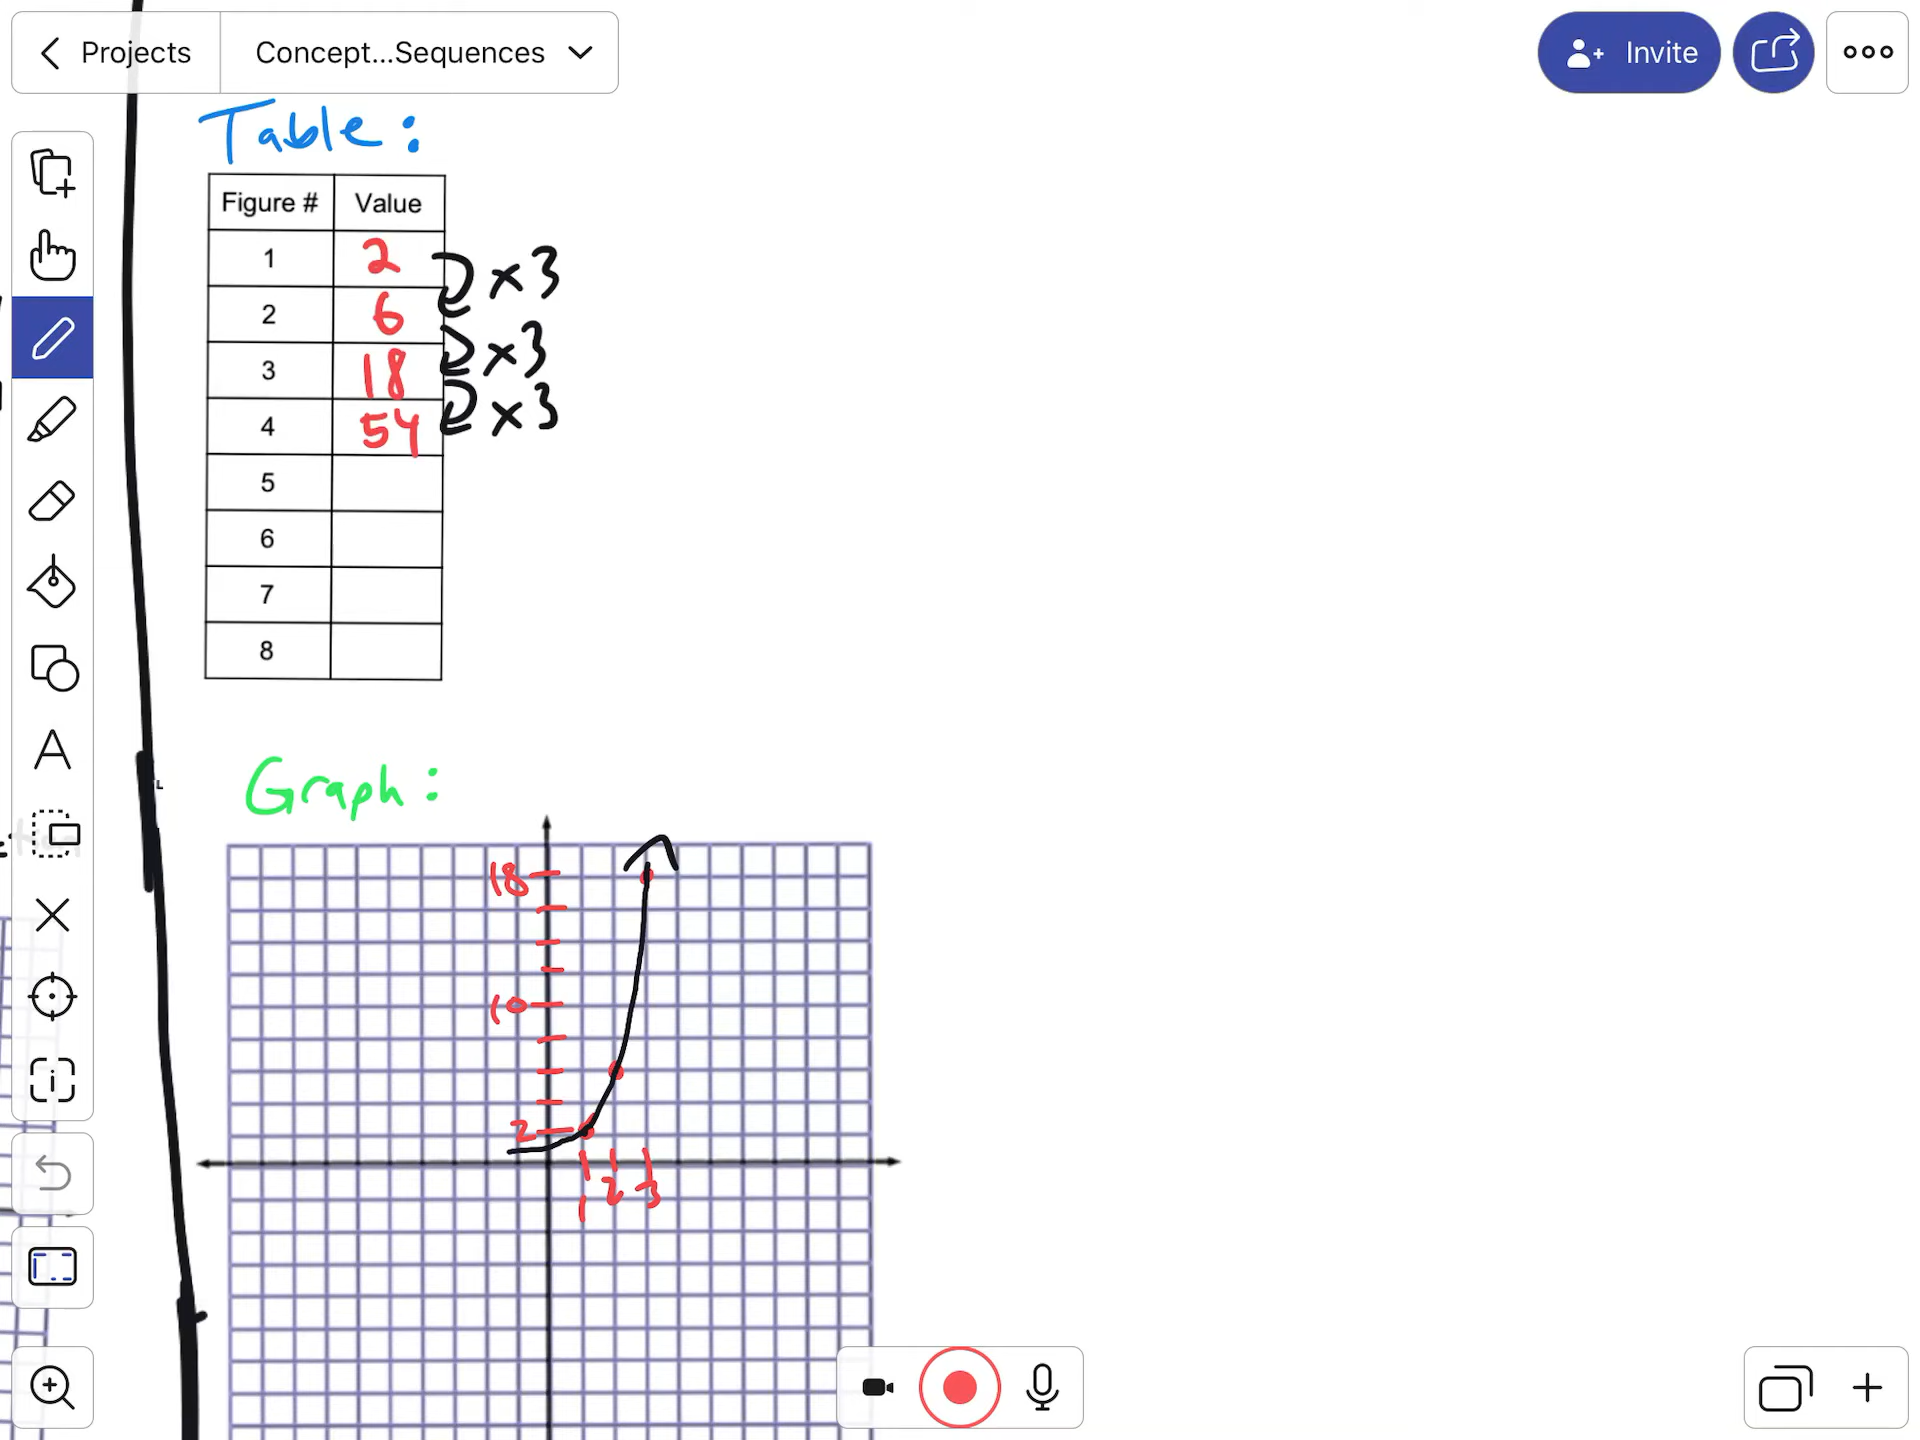 Projects
Concept...Sequences
Invite
Table:
Figure # Value
1 2
×3
2 6
×3
3 18
×3
4 54
5
6
7
8
Graph:
18
10
2
1 2 3